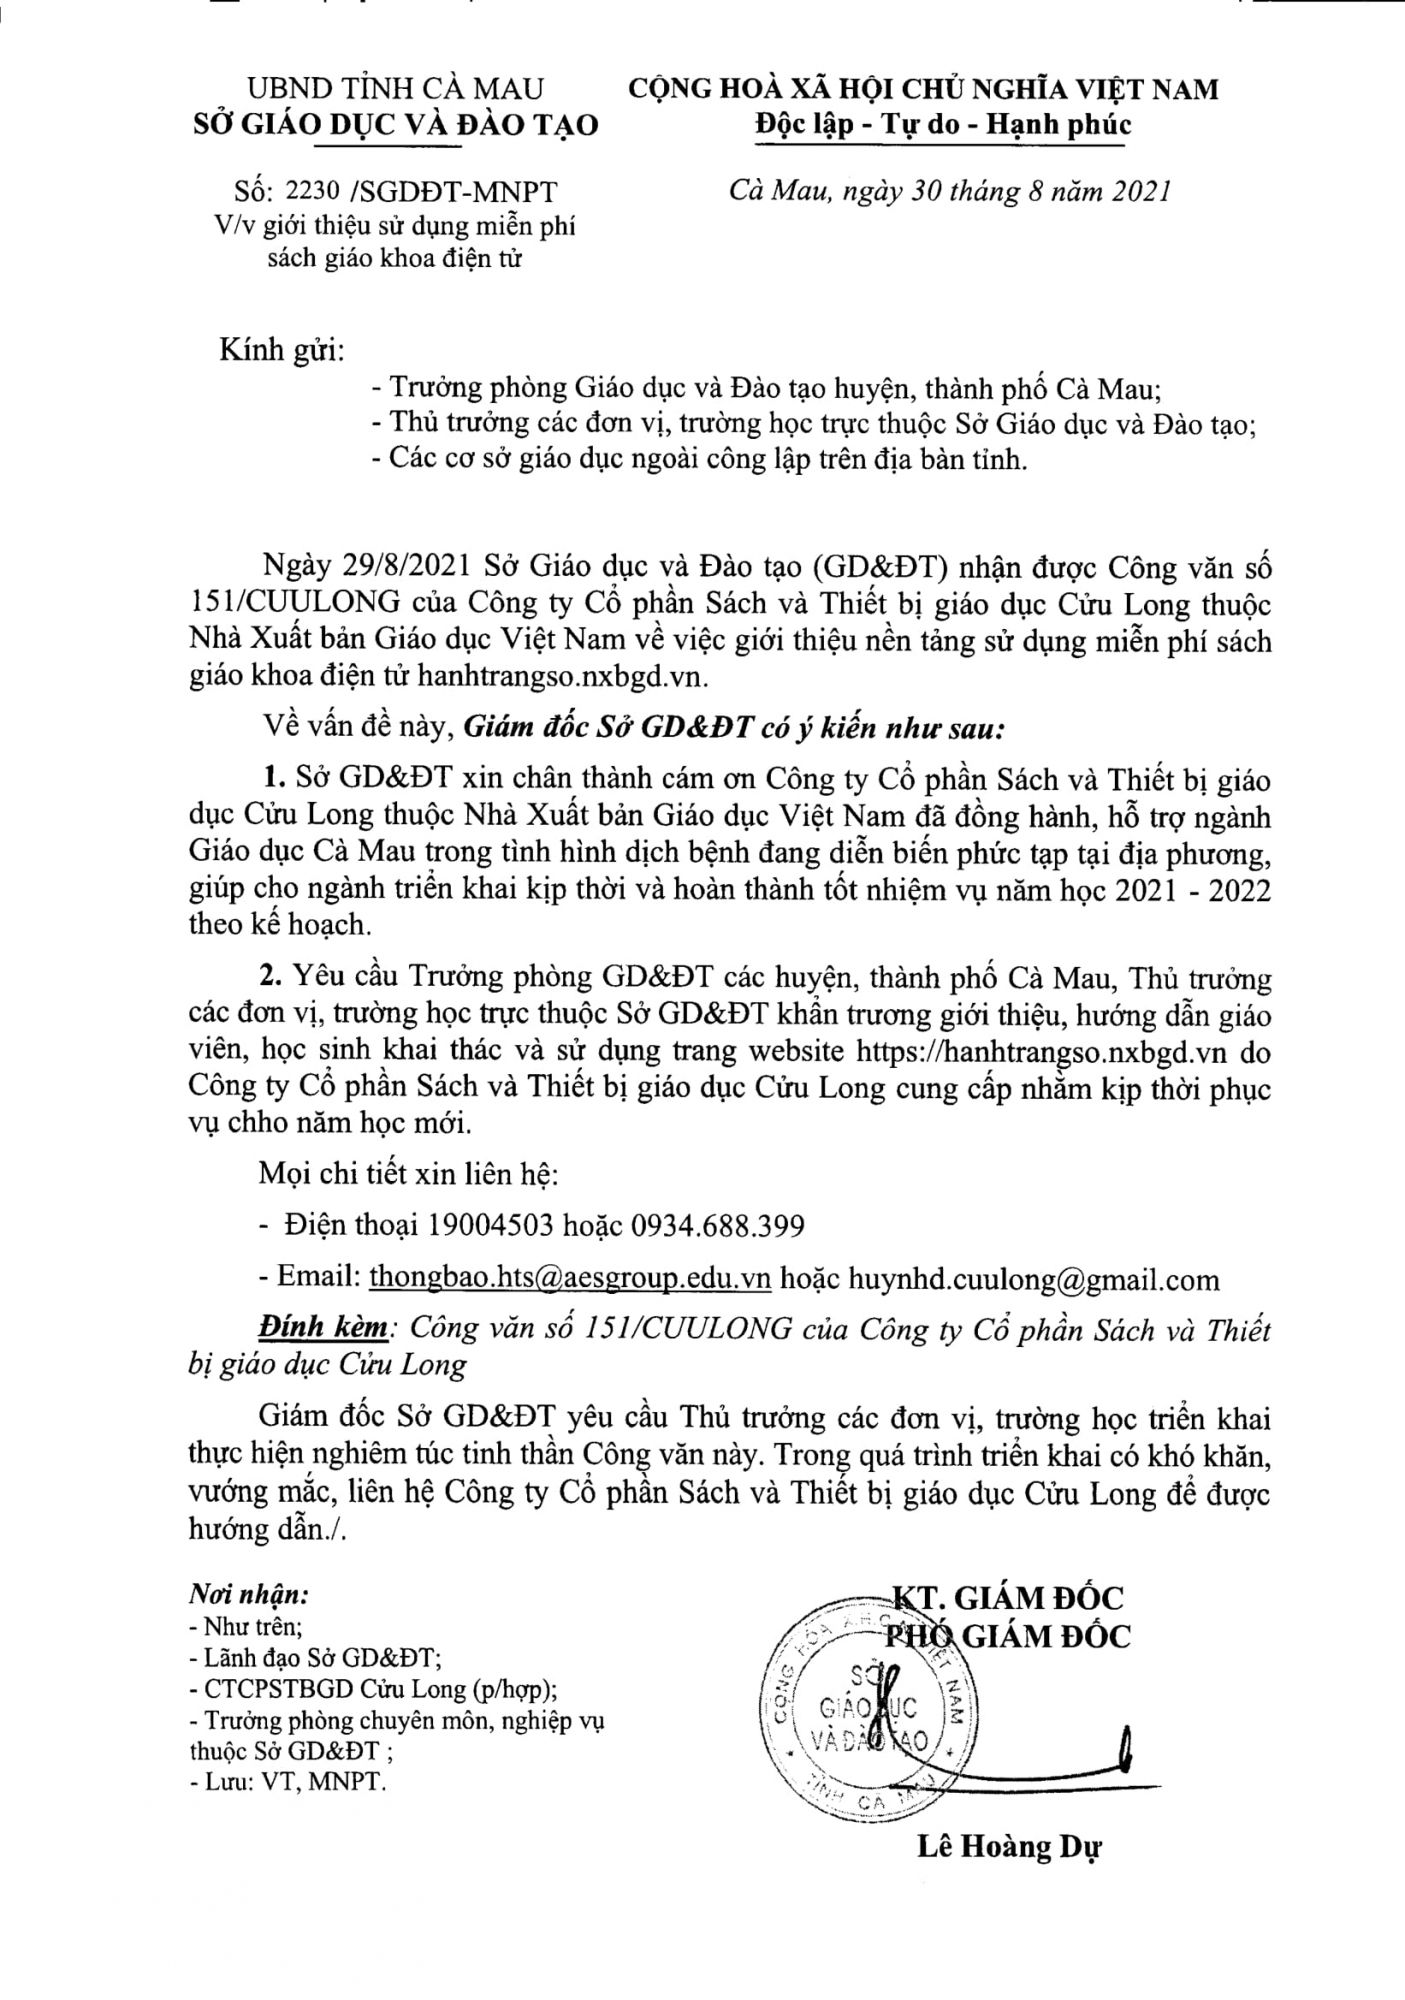 UBND TỈNH CÀ MAU
SỞ GIÁO DỤC VÀ ĐÀO TẠO
CỘNG HOÀ XÃ HỘI CHỦ NGHĨA VIỆT NAM
Độc lập - Tự do - Hạnh phúc
Số: 2230 /SGDĐT-MNPT
V/v giới thiệu sử dụng miễn phí
sách giáo khoa điện tử
Cà Mau, ngày 30 tháng 8 năm 2021
Kính gửi:
- Trưởng phòng Giáo dục và Đào tạo huyện, thành phố Cà Mau;
- Thủ trưởng các đơn vị, trường học trực thuộc Sở Giáo dục và Đào tạo;
- Các cơ sở giáo dục ngoài công lập trên địa bàn tỉnh.
Ngày 29/8/2021 Sở Giáo dục và Đào tạo (GD&ĐT) nhận được Công văn số
151/CUULONG của Công ty Cổ phần Sách và Thiết bị giáo dục Cửu Long thuộc
Nhà Xuất bản Giáo dục Việt Nam về việc giới thiệu nền tảng sử dụng miễn phí sách
giáo khoa điện tử hanhtrangso.nxbgd.vn.
Về vấn đề này, Giám đốc Sở GD&ĐT có ý kiến như sau:
1. Sở GD&ĐT xin chân thành cám ơn Công ty Cổ phần Sách và Thiết bị giáo
dục Cửu Long thuộc Nhà Xuất bản Giáo dục Việt Nam đã đồng hành, hỗ trợ ngành
Giáo dục Cà Mau trong tình hình dịch bệnh đang diễn biến phức tạp tại địa phương,
giúp cho ngành triển khai kịp thời và hoàn thành tốt nhiệm vụ năm học 2021 - 2022
theo kế hoạch.
2. Yêu cầu Trưởng phòng GD&ĐT các huyện, thành phố Cà Mau, Thủ trưởng
các đơn vị, trường học trực thuộc Sở GD&ĐT khẩn trương giới thiệu, hướng dẫn giáo
viên, học sinh khai thác và sử dụng trang website https://hanhtrangso.nxbgd.vn do
Công ty Cổ phần Sách và Thiết bị giáo dục Cửu Long cung cấp nhằm kịp thời phục
vụ chho năm học mới.
Mọi chi tiết xin liên hệ:
- Điện thoại 19004503 hoặc 0934.688.399
- Email: thongbao.hts@aesgroup.edu.vn hoặc huynhd.cuulong@gmail.com
Đính kèm: Công văn số 151/CUULONG của Công ty Cổ phần Sách và Thiết
bị giáo dục Cửu Long
Giám đốc Sở GD&ĐT yêu cầu Thủ trưởng các đơn vị, trường học triển khai
thực hiện nghiêm túc tinh thần Công văn này. Trong quá trình triển khai có khó khăn,
vướng mắc, liên hệ Công ty Cổ phần Sách và Thiết bị giáo dục Cửu Long để được
hướng dẫn./.
Nơi nhận:
- Như trên;
- Lãnh đạo Sở GD&ĐT;
- CTCPSTBGD Cửu Long (p/hợp);
- Trưởng phòng chuyên môn, nghiệp vụ
thuộc Sở GD&ĐT ;
- Lưu: VT, MNPT.
KT. GIÁM ĐỐC
PHÓ GIÁM ĐỐC
CỘNG HÒA X.H.C.N VIỆT NAM
SỞ
GIÁO DỤC
VÀ ĐÀO TẠO
TỈNH CÀ MAU
Lê Hoàng Dự